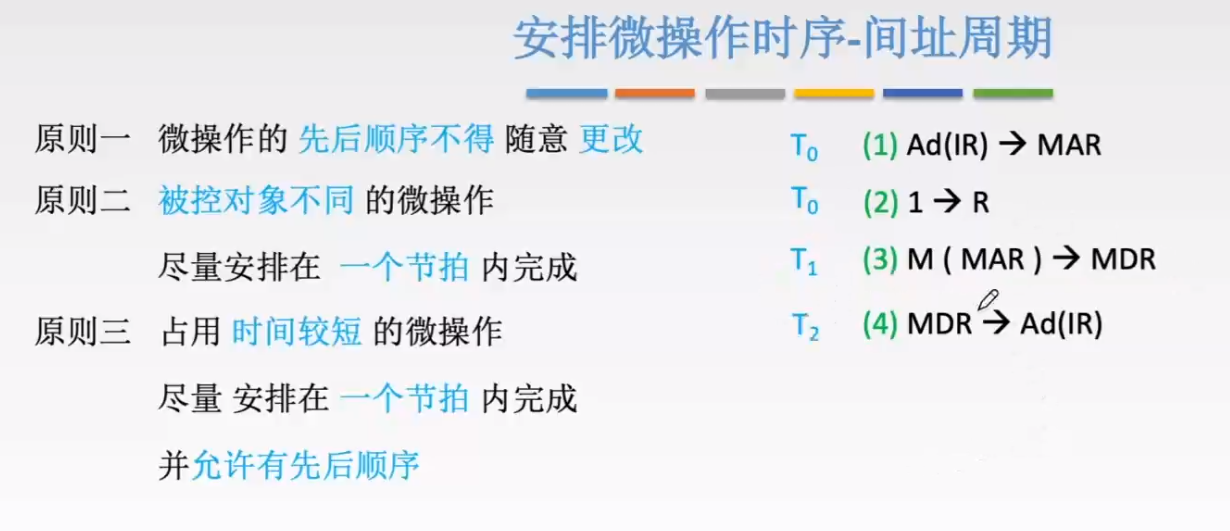 安排微操作时序-间址周期
原则一 微操作的 先后顺序不得 随意 更改
原则二 被控对象不同 的微操作
尽量安排在 一个节拍 内完成
原则三 占用 时间较短 的微操作
尽量 安排在 一个节拍 内完成
并允许有先后顺序
T₀ (1) Ad(IR) → MAR
T₀ (2) 1 → R
T₁ (3) M ( MAR ) → MDR
T₂ (4) MDR → Ad(IR)